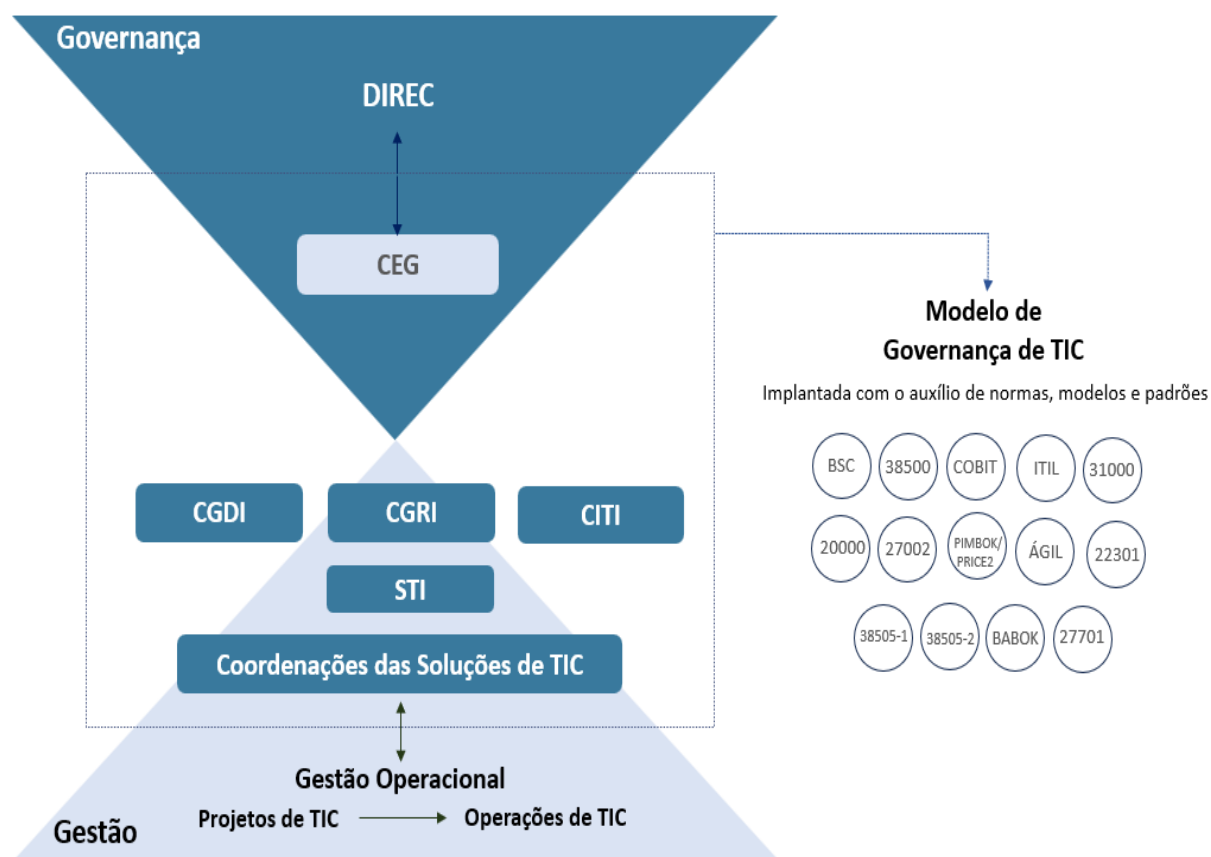 Governança
DIREC
CEG
CGDI
CGRI
CITI
STI
Coordenações das Soluções de TIC
Gestão Operacional
Projetos de TIC
Operações de TIC
Gestão
Modelo de
Governança de TIC
Implantada com o auxílio de normas, modelos e padrões
BSC
38500
COBIT
ITIL
31000
20000
27002
PIMBOK/
PRICE2
ÁGIL
22301
38505-1
38505-2
BABOK
27701